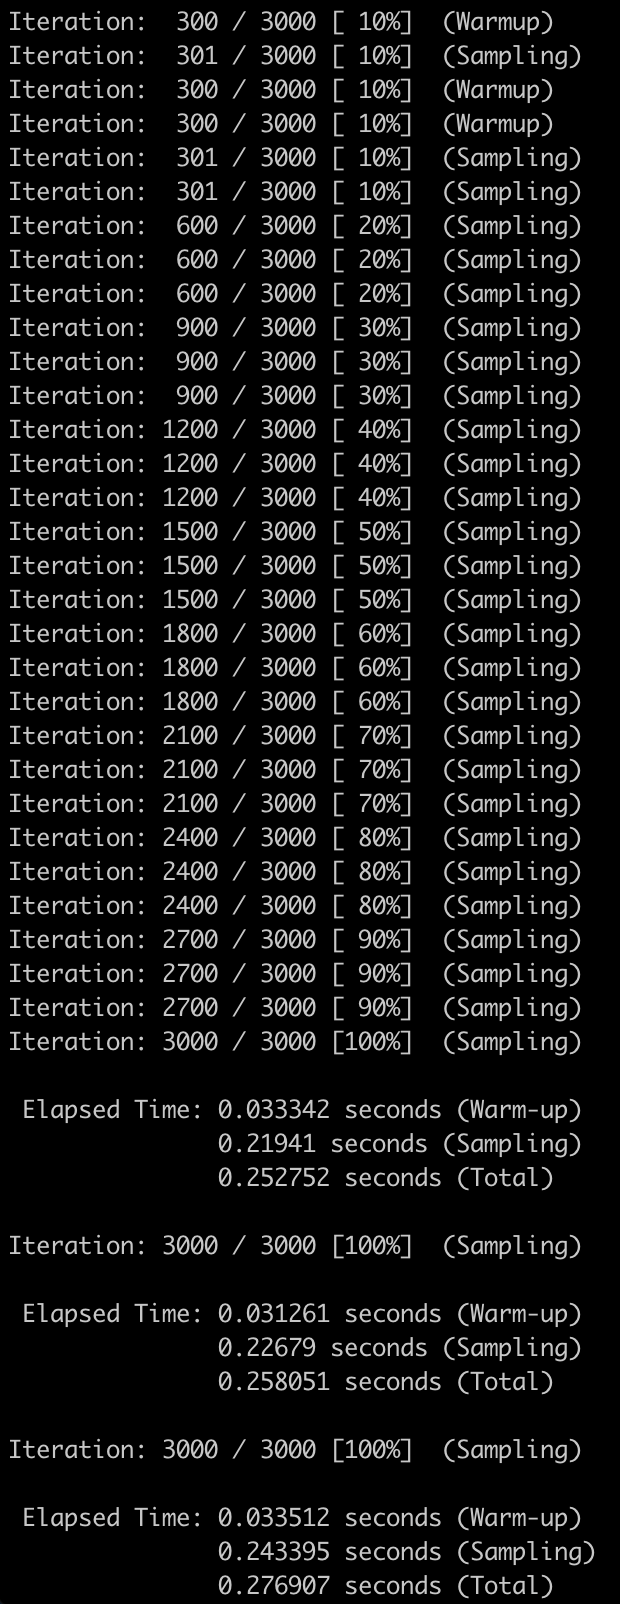 Iteration:  300 / 3000 [ 10%]  (Warmup)
Iteration:  301 / 3000 [ 10%]  (Sampling)
Iteration:  300 / 3000 [ 10%]  (Warmup)
Iteration:  300 / 3000 [ 10%]  (Warmup)
Iteration:  301 / 3000 [ 10%]  (Sampling)
Iteration:  301 / 3000 [ 10%]  (Sampling)
Iteration:  600 / 3000 [ 20%]  (Sampling)
Iteration:  600 / 3000 [ 20%]  (Sampling)
Iteration:  600 / 3000 [ 20%]  (Sampling)
Iteration:  900 / 3000 [ 30%]  (Sampling)
Iteration:  900 / 3000 [ 30%]  (Sampling)
Iteration:  900 / 3000 [ 30%]  (Sampling)
Iteration: 1200 / 3000 [ 40%]  (Sampling)
Iteration: 1200 / 3000 [ 40%]  (Sampling)
Iteration: 1200 / 3000 [ 40%]  (Sampling)
Iteration: 1500 / 3000 [ 50%]  (Sampling)
Iteration: 1500 / 3000 [ 50%]  (Sampling)
Iteration: 1500 / 3000 [ 50%]  (Sampling)
Iteration: 1800 / 3000 [ 60%]  (Sampling)
Iteration: 1800 / 3000 [ 60%]  (Sampling)
Iteration: 1800 / 3000 [ 60%]  (Sampling)
Iteration: 2100 / 3000 [ 70%]  (Sampling)
Iteration: 2100 / 3000 [ 70%]  (Sampling)
Iteration: 2100 / 3000 [ 70%]  (Sampling)
Iteration: 2400 / 3000 [ 80%]  (Sampling)
Iteration: 2400 / 3000 [ 80%]  (Sampling)
Iteration: 2400 / 3000 [ 80%]  (Sampling)
Iteration: 2700 / 3000 [ 90%]  (Sampling)
Iteration: 2700 / 3000 [ 90%]  (Sampling)
Iteration: 2700 / 3000 [ 90%]  (Sampling)
Iteration: 3000 / 3000 [100%]  (Sampling)

 Elapsed Time: 0.033342 seconds (Warm-up)
               0.21941 seconds (Sampling)
               0.252752 seconds (Total)

Iteration: 3000 / 3000 [100%]  (Sampling)

 Elapsed Time: 0.031261 seconds (Warm-up)
               0.22679 seconds (Sampling)
               0.258051 seconds (Total)

Iteration: 3000 / 3000 [100%]  (Sampling)

 Elapsed Time: 0.033512 seconds (Warm-up)
               0.243395 seconds (Sampling)
               0.276907 seconds (Total)